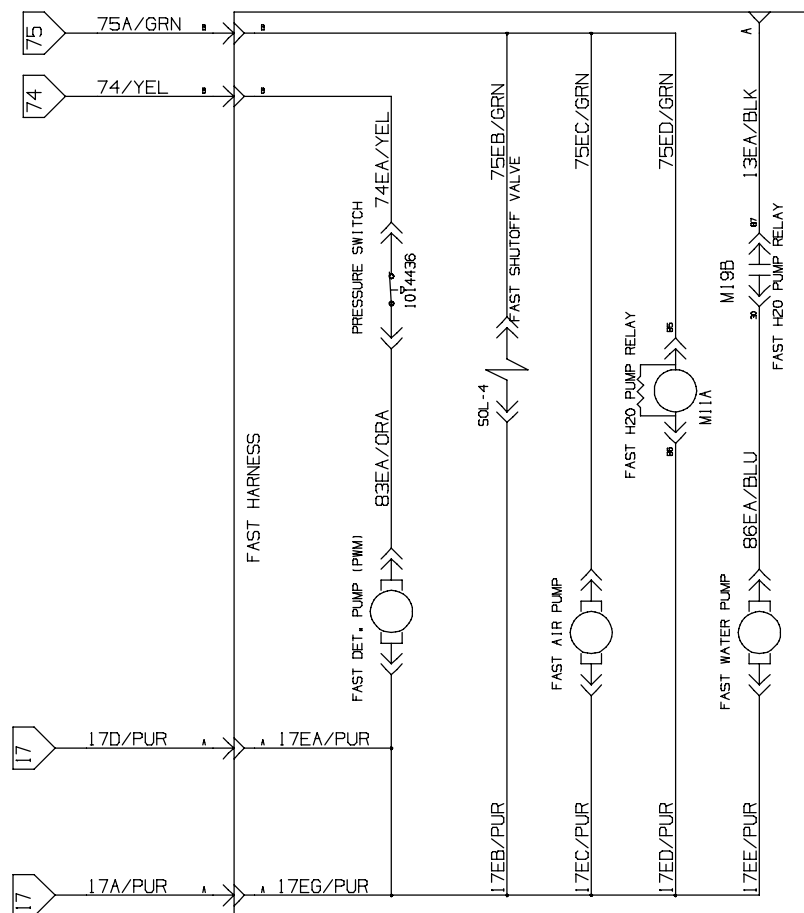 75
75A/GRN
B
B
74
74/YEL
B
B
74EA/YEL
PRESSURE SWITCH
1014436
83EA/ORA
FAST DET. PUMP (PWM)
FAST HARNESS
75EB/GRN
FAST SHUTOFF VALVE
SOL-4
75EC/GRN
FAST AIR PUMP
75ED/GRN
FAST H2O PUMP RELAY
85
86
M11A
A
13EA/BLK
87
M19B
30
FAST H2O PUMP RELAY
86EA/BLU
FAST WATER PUMP
17
17D/PUR
A
A
17EA/PUR
17
17A/PUR
A
A
17EG/PUR
17EB/PUR
17EC/PUR
17ED/PUR
17EE/PUR